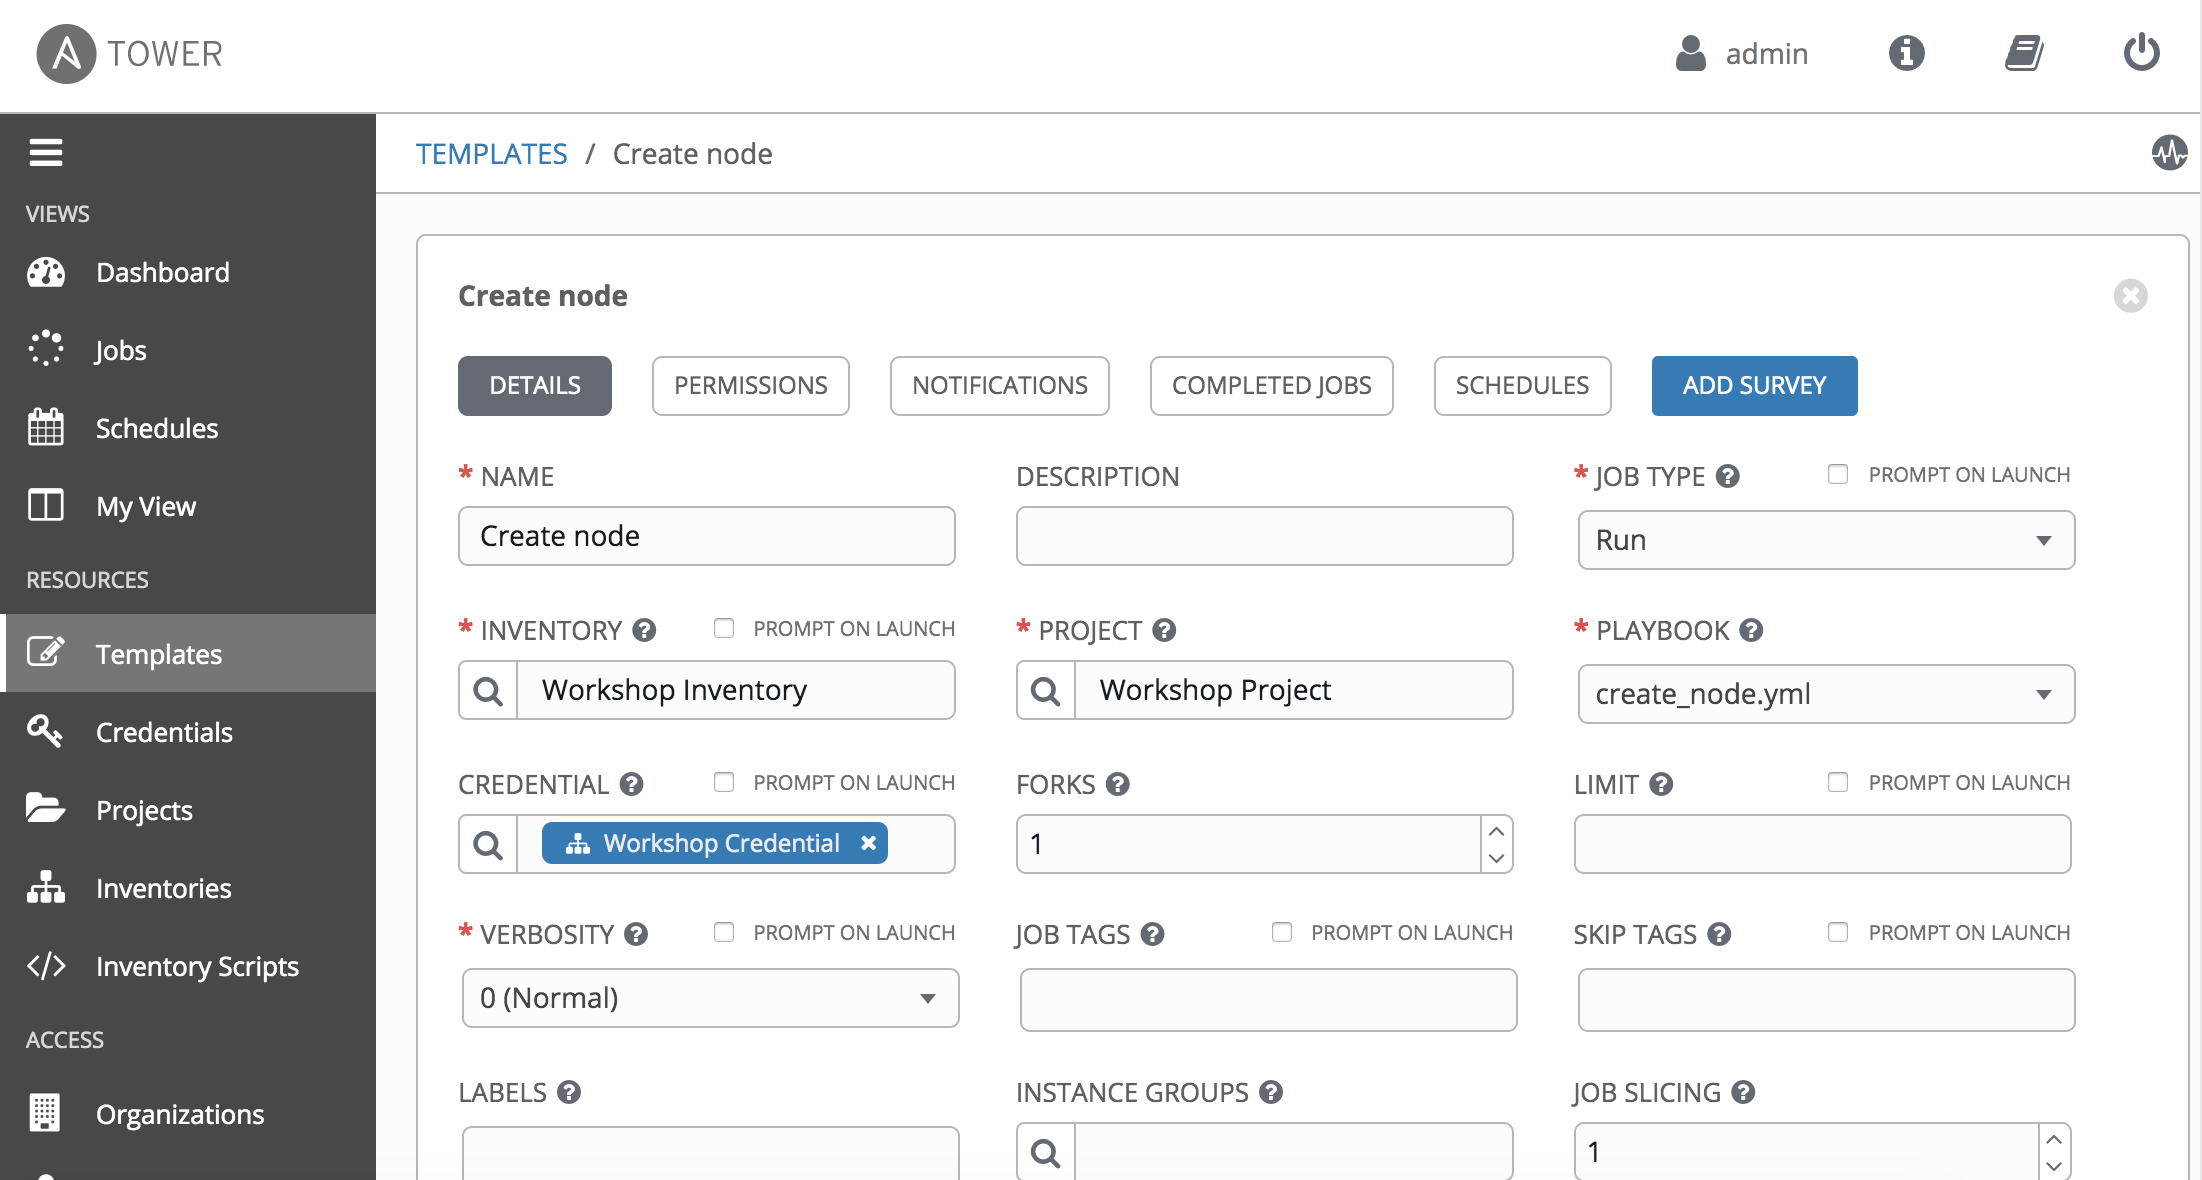 A TOWER
admin
TEMPLATES / Create node
VIEWS
Dashboard
Jobs
Schedules
My View
RESOURCES
Templates
Credentials
Projects
Inventories
Inventory Scripts
ACCESS
Organizations
Create node
DETAILS PERMISSIONS NOTIFICATIONS COMPLETED JOBS SCHEDULES ADD SURVEY
* NAME
Create node
DESCRIPTION
* JOB TYPE ? PROMPT ON LAUNCH
Run
* INVENTORY ? PROMPT ON LAUNCH
Workshop Inventory
* PROJECT ?
Workshop Project
* PLAYBOOK ?
create_node.yml
CREDENTIAL ? PROMPT ON LAUNCH
Workshop Credential
FORKS ?
1
LIMIT ? PROMPT ON LAUNCH
* VERBOSITY ? PROMPT ON LAUNCH
0 (Normal)
JOB TAGS ? PROMPT ON LAUNCH
SKIP TAGS ? PROMPT ON LAUNCH
LABELS ?
INSTANCE GROUPS ?
JOB SLICING ?
1